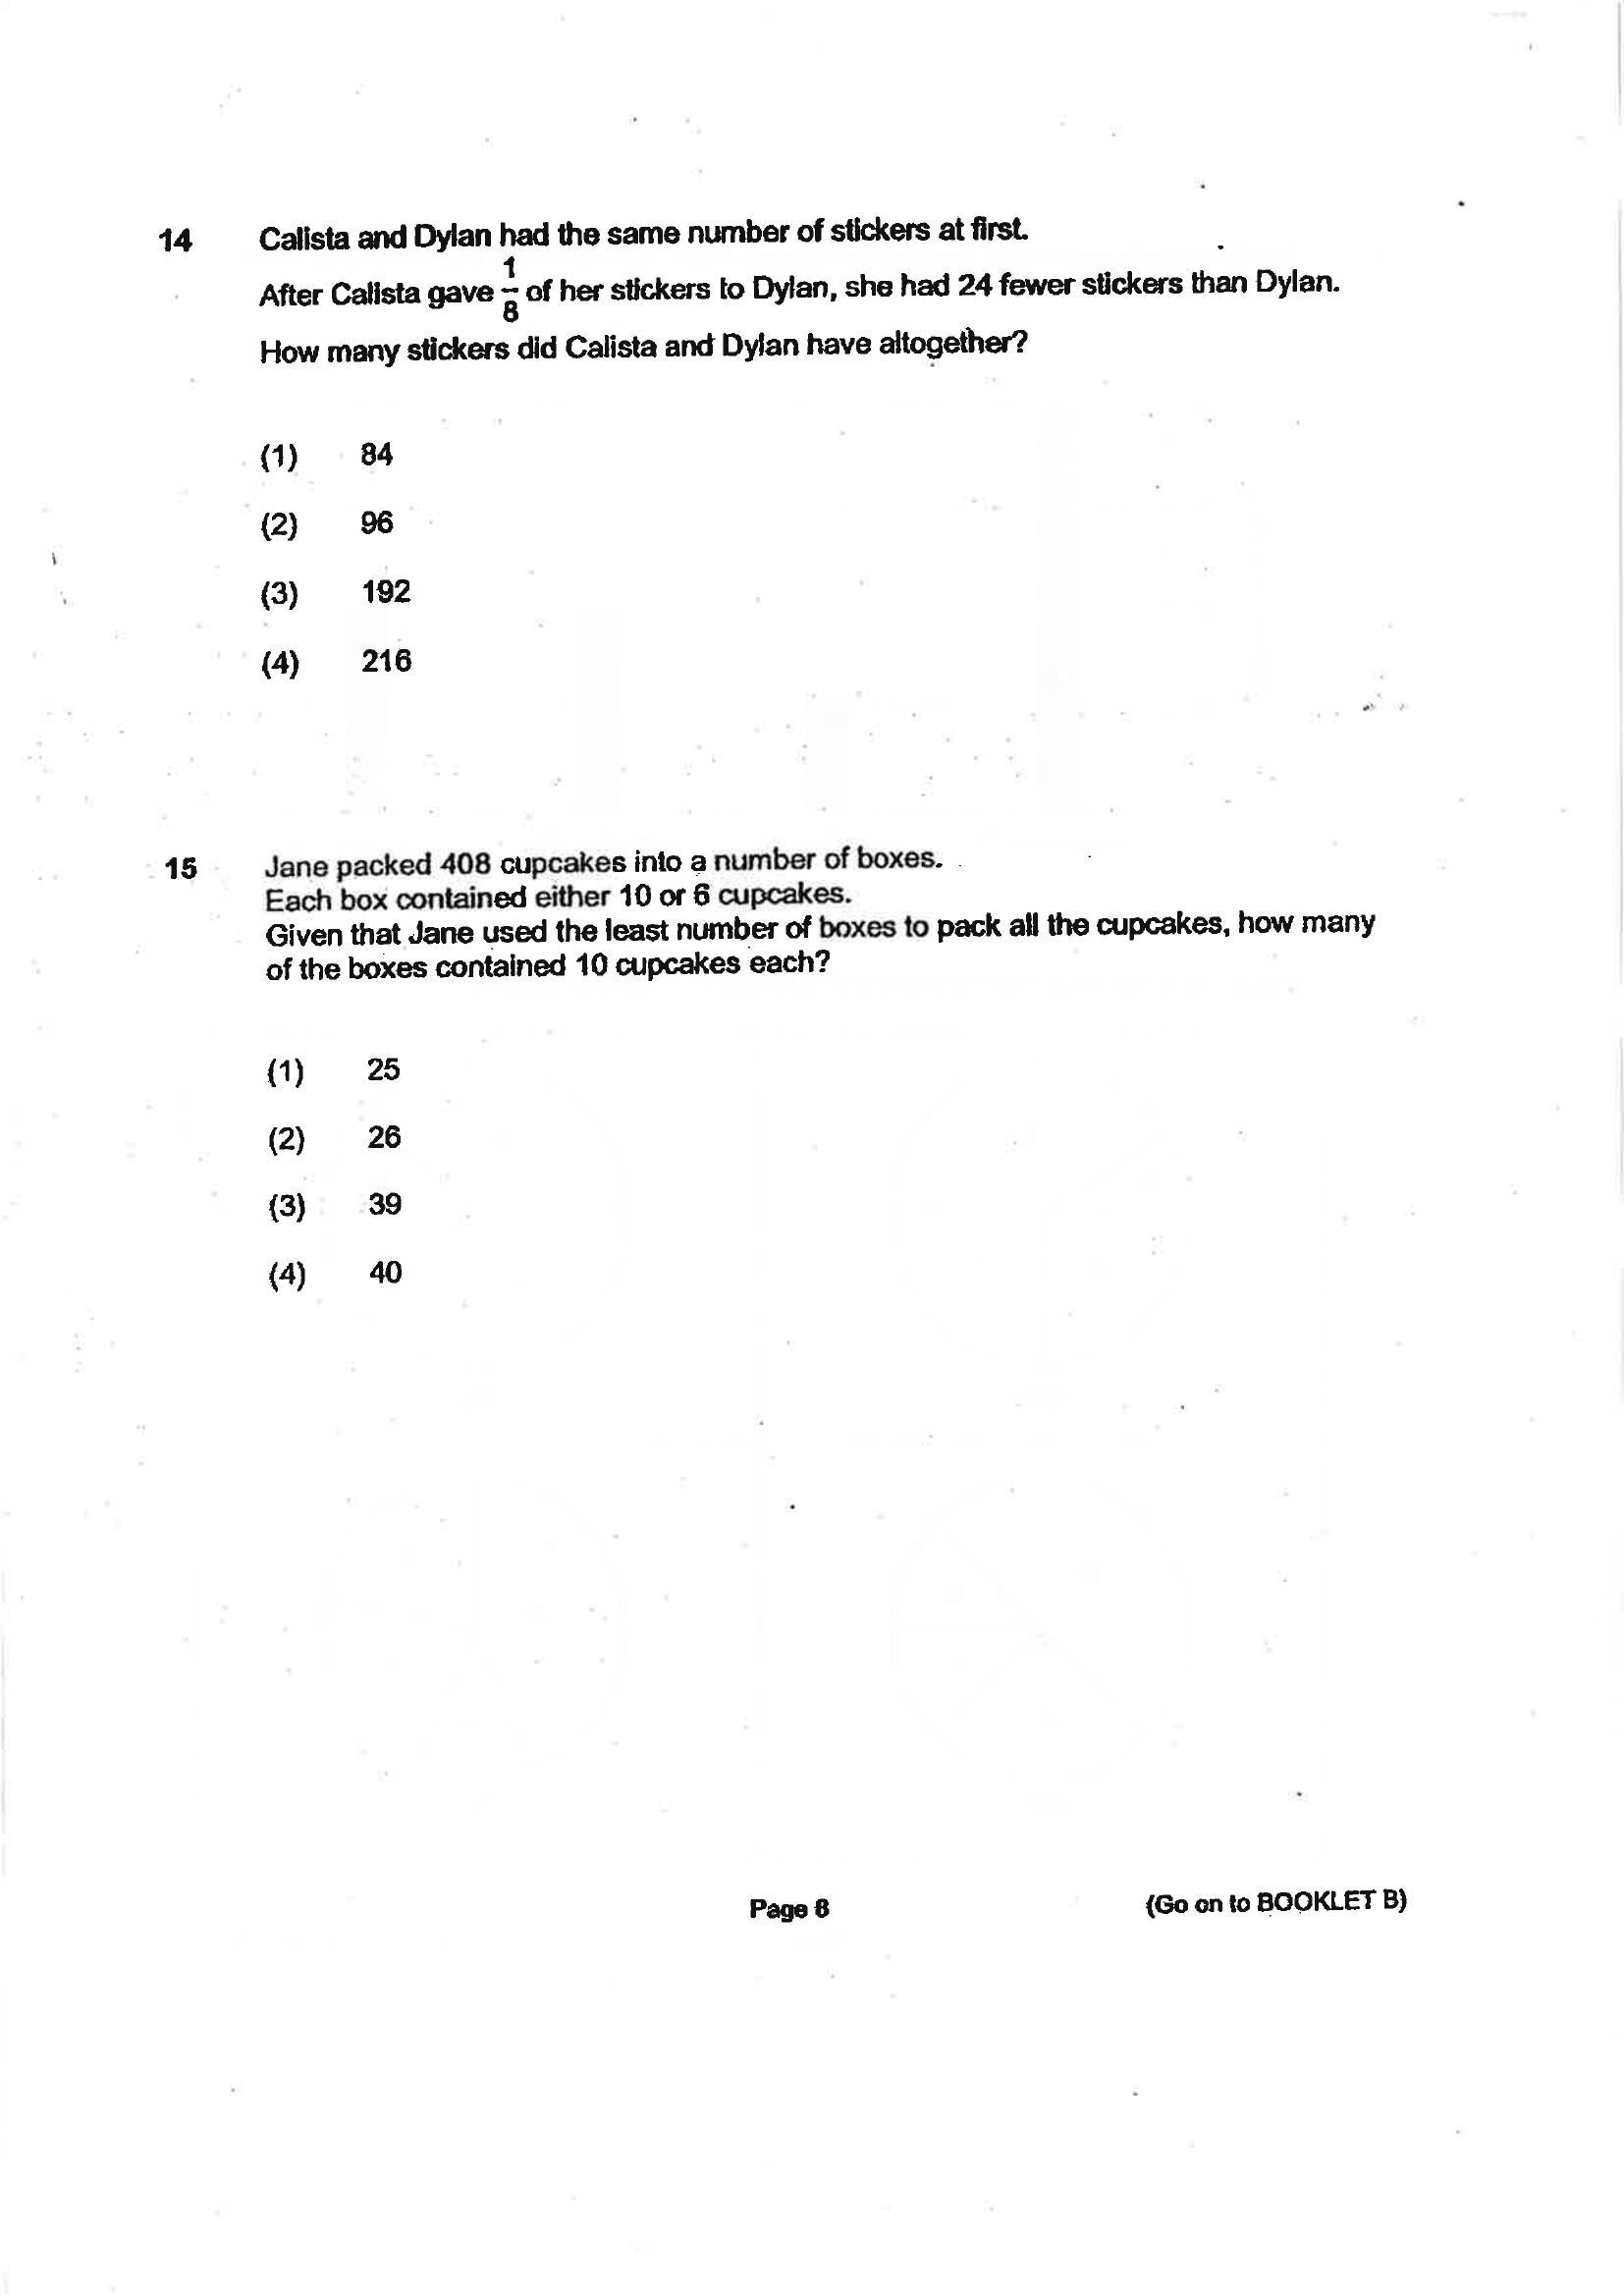 14 Calista and Dylan had the same number of stickers at first.
After Calista gave 1/8 of her stickers to Dylan, she had 24 fewer stickers than Dylan.
How many stickers did Calista and Dylan have altogether?
(1) 84
(2) 96
(3) 192
(4) 216
15 Jane packed 408 cupcakes into a number of boxes.
Each box contained either 10 or 6 cupcakes.
Given that Jane used the least number of boxes to pack all the cupcakes, how many
of the boxes contained 10 cupcakes each?
(1) 25
(2) 26
(3) 39
(4) 40
Page 8
(Go on to BOOKLET B)